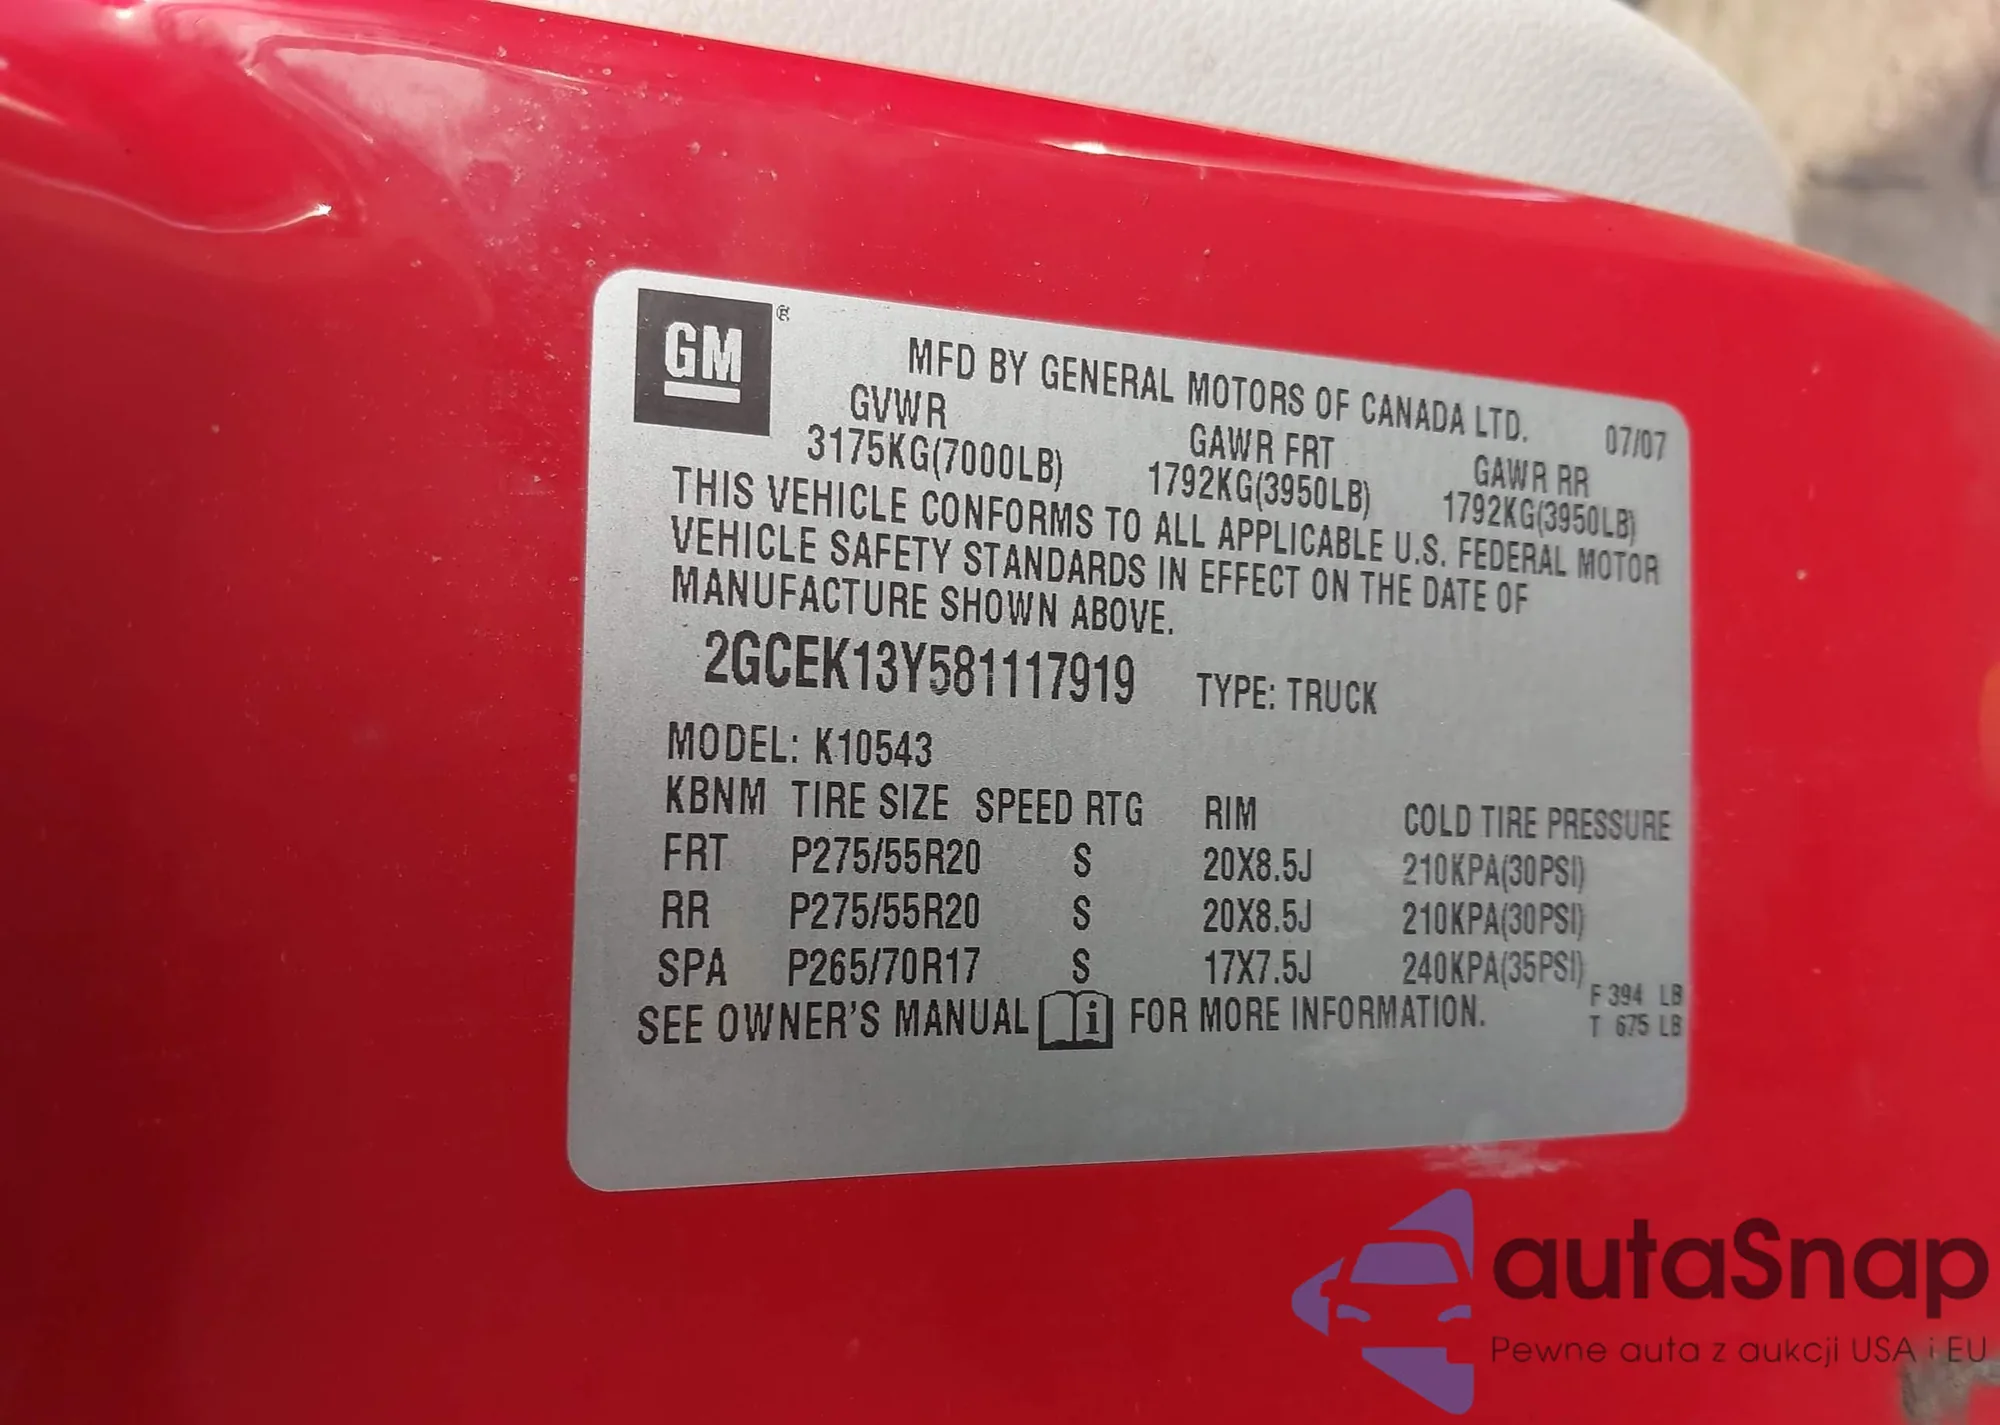 GM ®
MFD BY GENERAL MOTORS OF CANADA LTD. 07/07
GVWR GAWR FRT GAWR RR
3175KG(7000LB) 1792KG(3950LB) 1792KG(3950LB)
THIS VEHICLE CONFORMS TO ALL APPLICABLE U.S. FEDERAL MOTOR
VEHICLE SAFETY STANDARDS IN EFFECT ON THE DATE OF
MANUFACTURE SHOWN ABOVE.
2GCEK13Y581117919 TYPE: TRUCK
MODEL: K10543
KBNM TIRE SIZE SPEED RTG RIM COLD TIRE PRESSURE
FRT P275/55R20 S 20X8.5J 210KPA(30PSI)
RR P275/55R20 S 20X8.5J 210KPA(30PSI)
SPA P265/70R17 S 17X7.5J 240KPA(35PSI)
F 394 LB
SEE OWNER'S MANUAL i FOR MORE INFORMATION. T 675 LB
autaSnap
Pewne auta z aukcji USA i EU